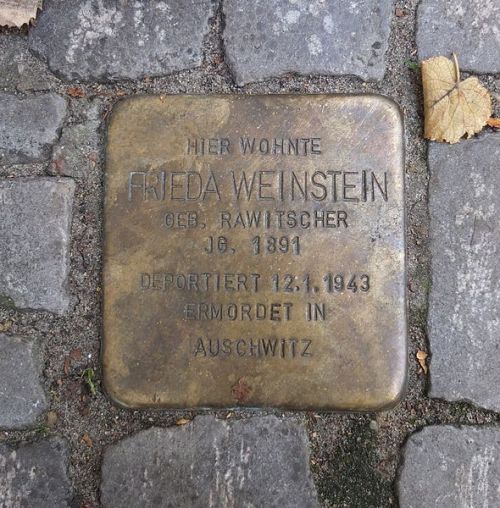 HIER WOHNTE
FRIEDA WEINSTEIN
GEB. RAWITSCHER
JG. 1891
DEPORTIERT 12.1.1943
ERMORDET IN
AUSCHWITZ